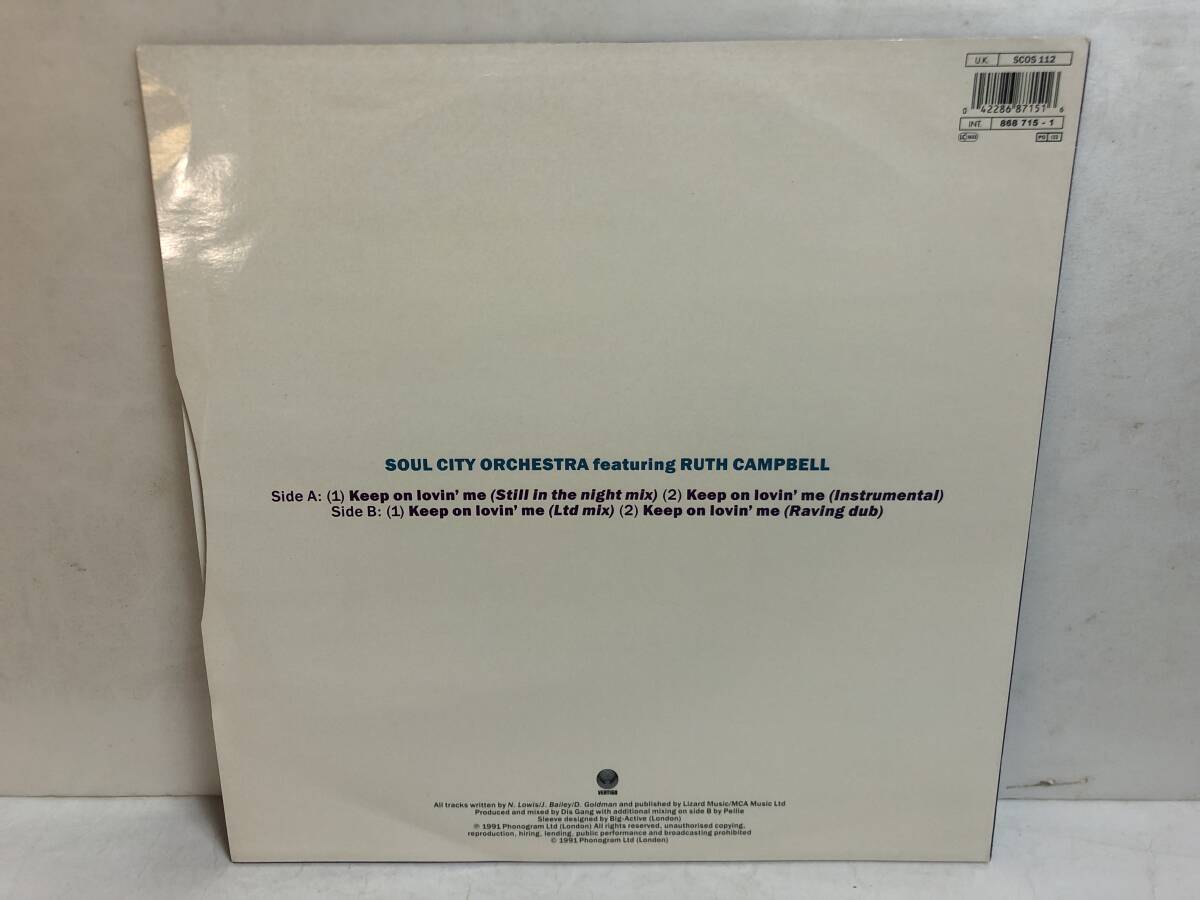 U.K. SCOS 112
0 42286 87151 6
INT. 868 715 - 1
SOUL CITY ORCHESTRA featuring RUTH CAMPBELL
Side A: (1) Keep on lovin' me (Still in the night mix) (2) Keep on lovin' me (Instrumental)
Side B: (1) Keep on lovin' me (Ltd mix) (2) Keep on lovin' me (Raving dub)
VERTIGO
All tracks written by N. Lowis/J. Bailey/D. Goldman and published by Lizard Music/MCA Music Ltd
Produced and mixed by Dis Gang with additional mixing on side B by Pellie
Sleeve designed by Big-Active (London)
℗ 1991 Phonogram Ltd (London) All rights reserved, unauthorised copying,
reproduction, hiring, lending, public performance and broadcasting prohibited
© 1991 Phonogram Ltd (London)